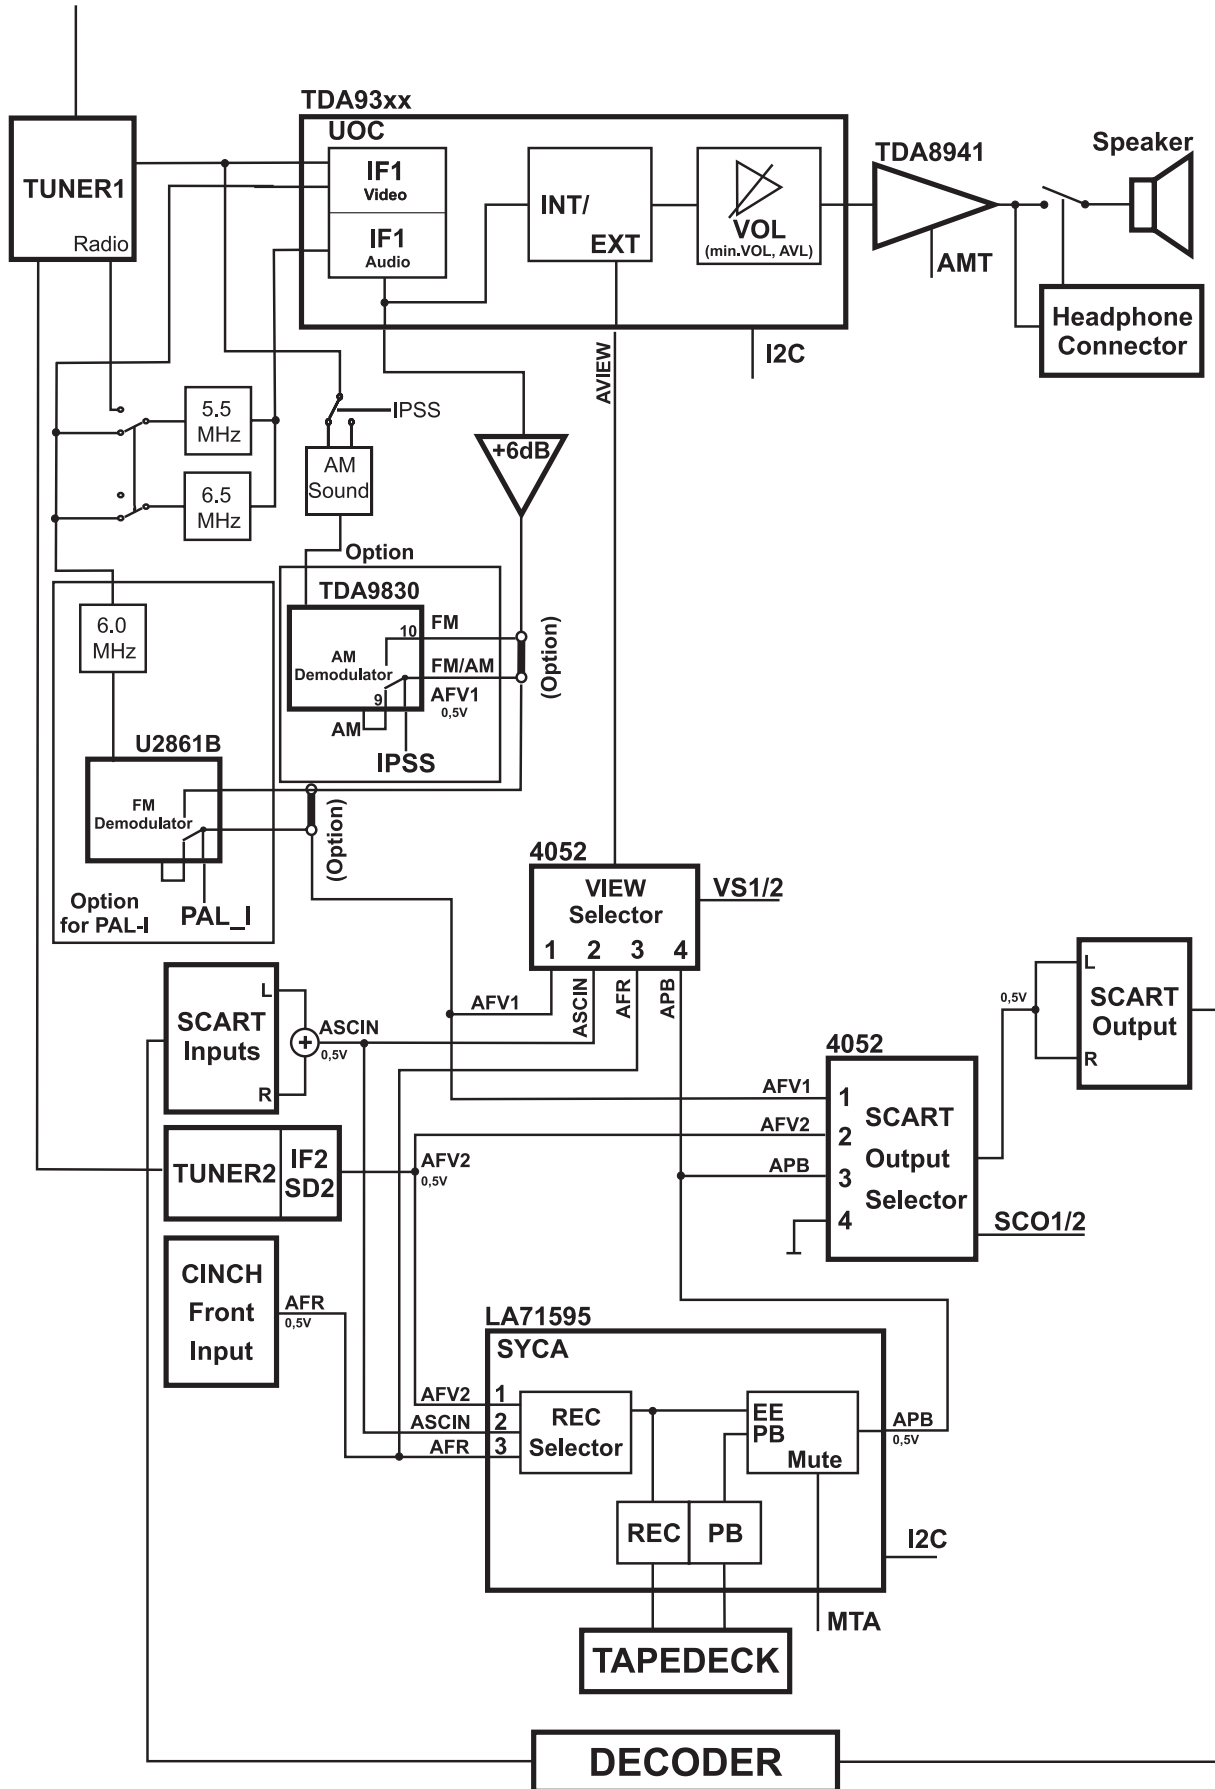 TDA93xx
UOC
TUNER1
Radio
IF1
Video
IF1
Audio
INT/
EXT
VOL
(min.VOL, AVL)
TDA8941
Speaker
AMT
Headphone
Connector
I2C
AVIEW
5.5
MHz
6.5
MHz
IPSS
AM
Sound
+6dB
Option
TDA9830
6.0
MHz
10
AM
Demodulator
9
AM
FM
FM/AM
AFV1
0,5V
IPSS
(Option)
U2861B
FM
Demodulator
Option
for PAL-I
PAL_I
(Option)
4052
VIEW
Selector
1 2 3 4
VS1/2
AFV1
ASCIN
AFR
APB
SCART
Inputs
L
R
+
ASCIN
0,5V
4052
AFV1
AFV2
APB
1
2
3
4
SCART
Output
Selector
SCO1/2
0,5V
L
R
SCART
Output
TUNER2
IF2
SD2
AFV2
0,5V
CINCH
Front
Input
AFR
0,5V
LA71595
SYCA
AFV2
ASCIN
AFR
1
2
3
REC
Selector
EE
PB
Mute
APB
0,5V
REC
PB
I2C
MTA
TAPEDECK
DECODER